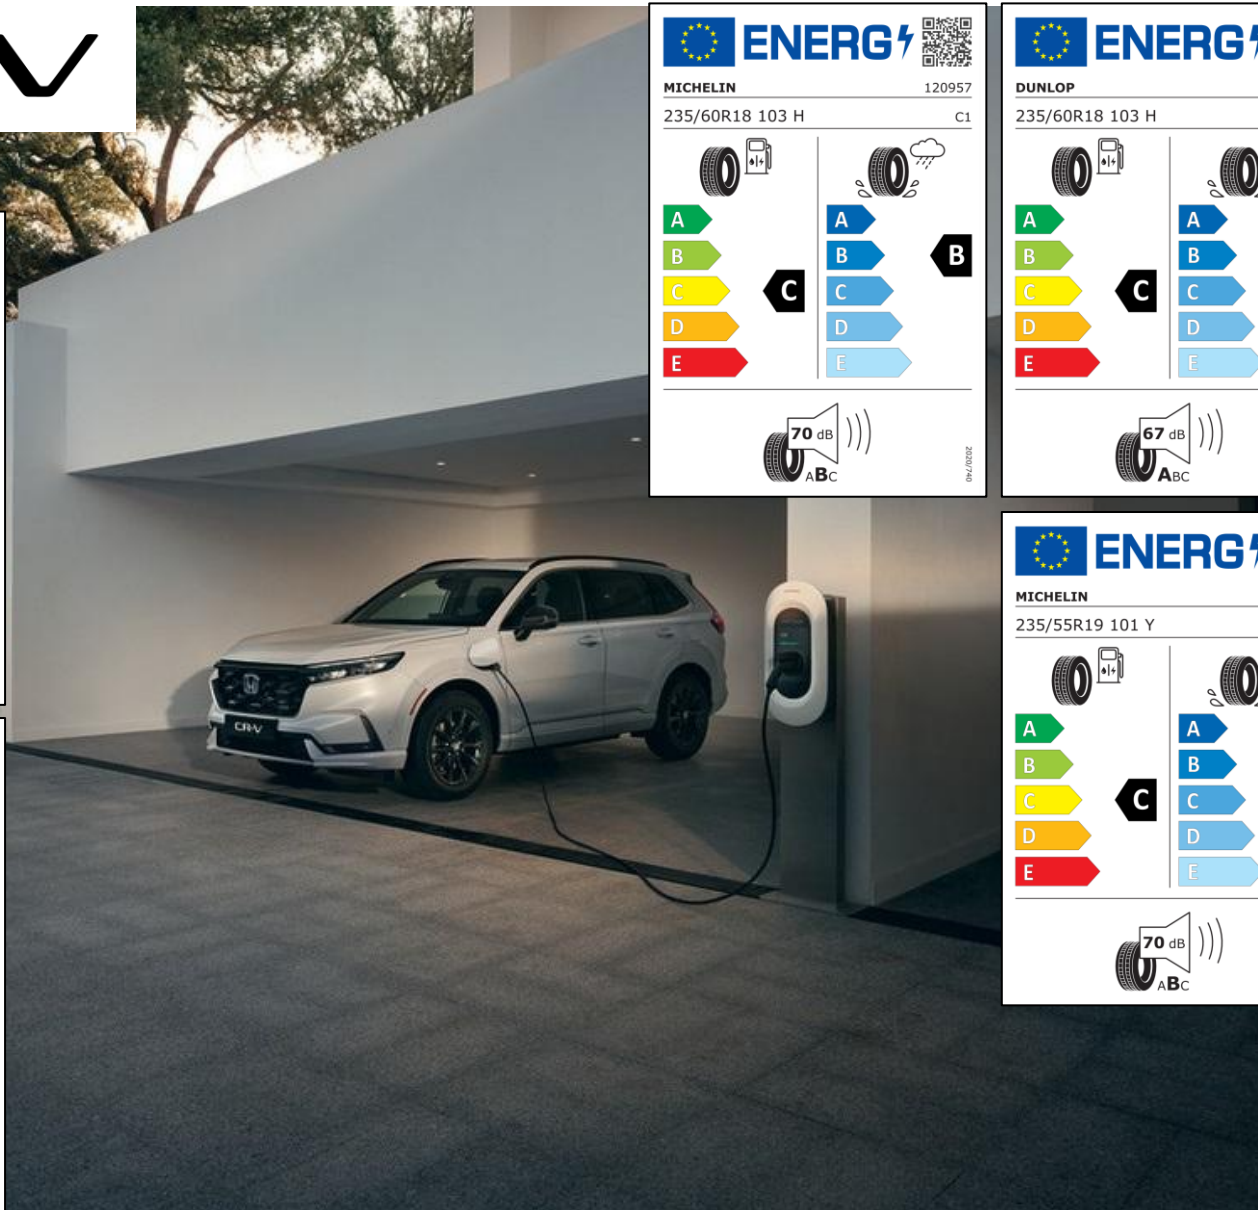 V
ENERG
MICHELIN 120957
235/60R18 103 H C1
A A
B B B
C C C
D D
E E
70 dB
ABC
2020/740
ENERG
DUNLOP
235/60R18 103 H
A A
B B
C C C
D D
E E
67 dB
ABC
ENERG
MICHELIN
235/55R19 101 Y
A A
B B
C C C
D D
E E
70 dB
ABC
CR-V